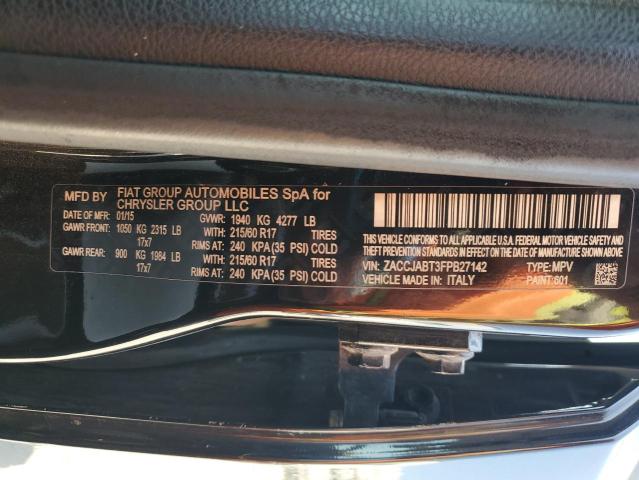 MFD BY FIAT GROUP AUTOMOBILES SpA for
CHRYSLER GROUP LLC
DATE OF MFR 01/15 GVWR: 1940 KG 4277 LB
GAWR FRONT: 1050 KG 2315 LB WITH: 215/60 R17 TIRES
17x7 RIMS AT: 240 KPA (35 PSI) COLD
GAWR REAR: 900 KG 1984 LB WITH: 215/60 R17 TIRES
17x7 RIMS AT: 240 KPA (35 PSI) COLD
THIS VEHICLE CONFORMS TO ALL APPLICABLE U.S.A. FEDERAL MOTOR VEHICLE SAFETY AND
THEFT PREVENTION STANDARDS IN EFFECT ON THE DATE OF MANUFACTURE SHOWN ABOVE
VIN: ZACCJABT3FPB27142 TYPE: MPV
VEHICLE MADE IN: ITALY PAINT: 601